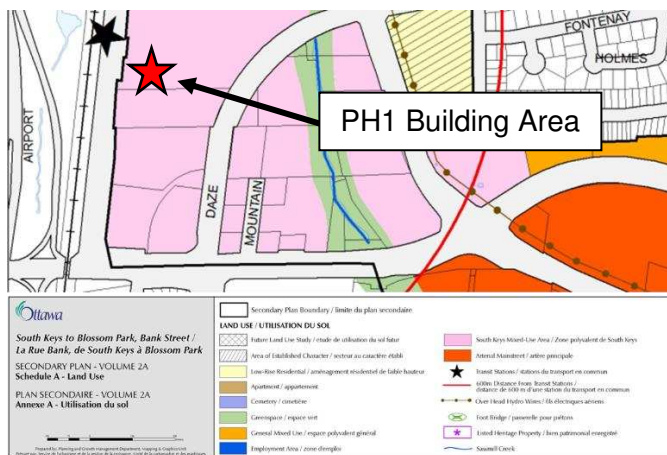 FONTENAY
HOLMES
PH1 Building Area
AIRPORT
DAZE
MOUNTAIN
Ottawa
South Keys to Blossom Park, Bank Street /
La Rue Bank, de South Keys à Blossom Park
SECONDARY PLAN - VOLUME 2A
Schedule A - Land Use
PLAN SECONDAIRE - VOLUME 2A
Annexe A - Utilisation du sol
Secondary Plan Boundary / limite du plan secondaire
LAND USE / UTILISATION DU SOL
Future Land Use Study / étude de utilisation du sol futur
Area of Established Character / secteur au caractère établi
Low-Rise Residential / aménagement résidentiel de faible hauteur
Apartment / appartement
Cemetery / cimetière
Greenspace / espace vert
General Mixed Use / espace polyvalent général
Employment Area / zone d'emploi
South Keys Mixed-Use Area / Zone polyvalent de South Keys
Arterial Mainstreet / artère principale
Transit Stations / stations du transport en commun
600m Distance from Transit Stations /
distance de 600 m d'une station du transport en commun
Over Head Hydro Wires / fils électriques aériens
Foot Bridge / passerelle pour piétons
Listed Heritage Property / bien patrimonial enregistré
Sawmill Creek